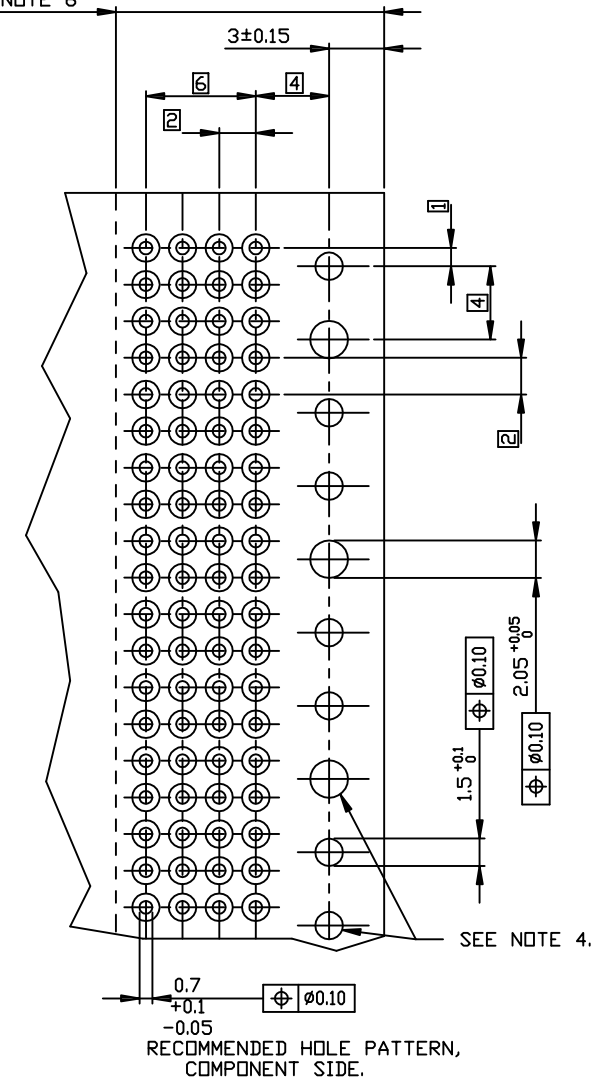 NOTE 6
3±0.15
6
4
2
1
4
2
⌖ ø0.10
2.05 +0.05 0
⌖ ø0.10
1.5 +0.1 0
SEE NOTE 4.
0.7
+0.1
-0.05
⌖ ø0.10
RECOMMENDED HOLE PATTERN,
COMPONENT SIDE.